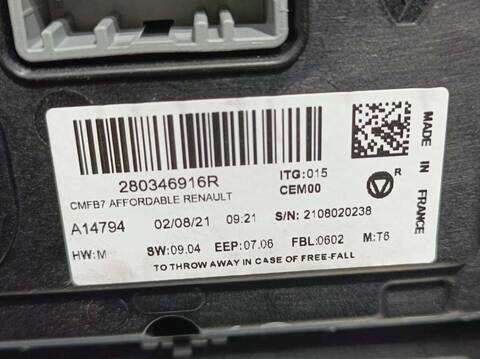 280346916R
ITG:015
CMFB7 AFFORDABLE RENAULT
CEM00
A14794 02/08/21 09:21 S/N: 2108020238
HW:M SW:09.04 EEP:07.06 FBL:0602 M:T6
TO THROW AWAY IN CASE OF FREE-FALL
R
MADE IN FRANCE